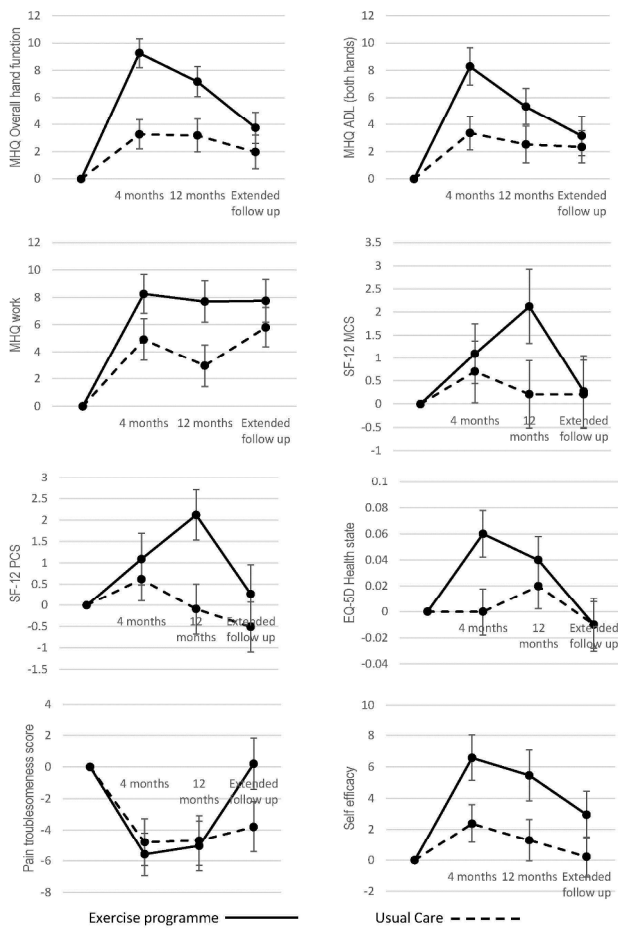 MHQ Overall hand function
12
10
8
6
4
2
0
4 months 12 months Extended
follow up
MHQ ADL (both hands)
12
10
8
6
4
2
0
4 months 12 months Extended
follow up
MHQ work
12
10
8
6
4
2
0
4 months 12 months Extended
follow up
SF-12 MCS
3.5
3
2.5
2
1.5
1
0.5
0
-0.5
-1
4 months 12 Extended
months follow up
SF-12 PCS
3
2.5
2
1.5
1
0.5
0
-0.5
-1
-1.5
4 months 12 Extended
months follow up
EQ-5D Health state
0.1
0.08
0.06
0.04
0.02
0
-0.02
-0.04
4 months 12 Extended
months follow up
Pain troublesomeness score
4
2
0
-2
-4
-6
-8
4 months 12 Extended
months follow up
Self efficacy
10
8
6
4
2
0
-2
4 months 12 months Extended
follow up
Exercise programme Usual Care